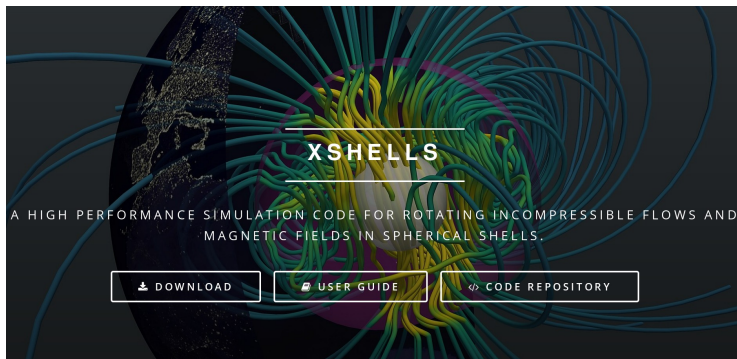 XSHELLS
A HIGH PERFORMANCE SIMULATION CODE FOR ROTATING INCOMPRESSIBLE FLOWS AND
MAGNETIC FIELDS IN SPHERICAL SHELLS.
DOWNLOAD
USER GUIDE
CODE REPOSITORY